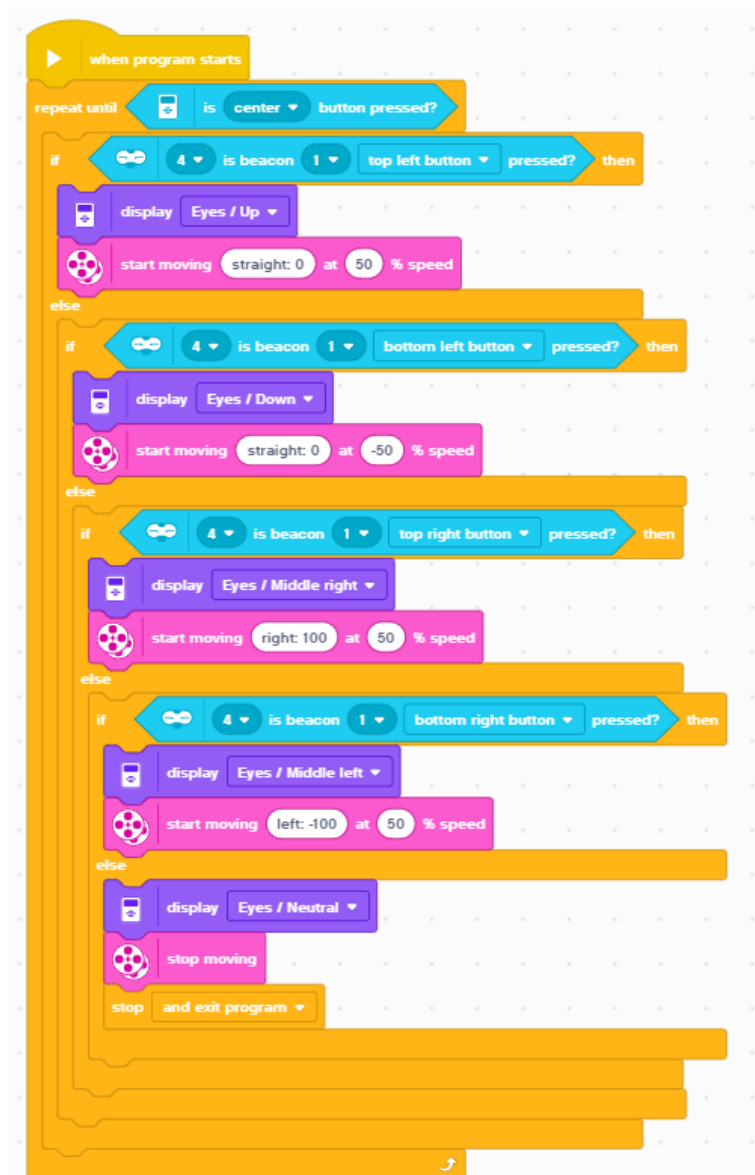 when program starts
repeat until is center button pressed?
if 4 is beacon 1 top left button pressed? then
display Eyes / Up
start moving straight: 0 at 50 % speed
else
if 4 is beacon 1 bottom left button pressed? then
display Eyes / Down
start moving straight: 0 at -50 % speed
else
if 4 is beacon 1 top right button pressed? then
display Eyes / Middle right
start moving right: 100 at 50 % speed
else
if 4 is beacon 1 bottom right button pressed? then
display Eyes / Middle left
start moving left: -100 at 50 % speed
else
display Eyes / Neutral
stop moving
stop and exit program